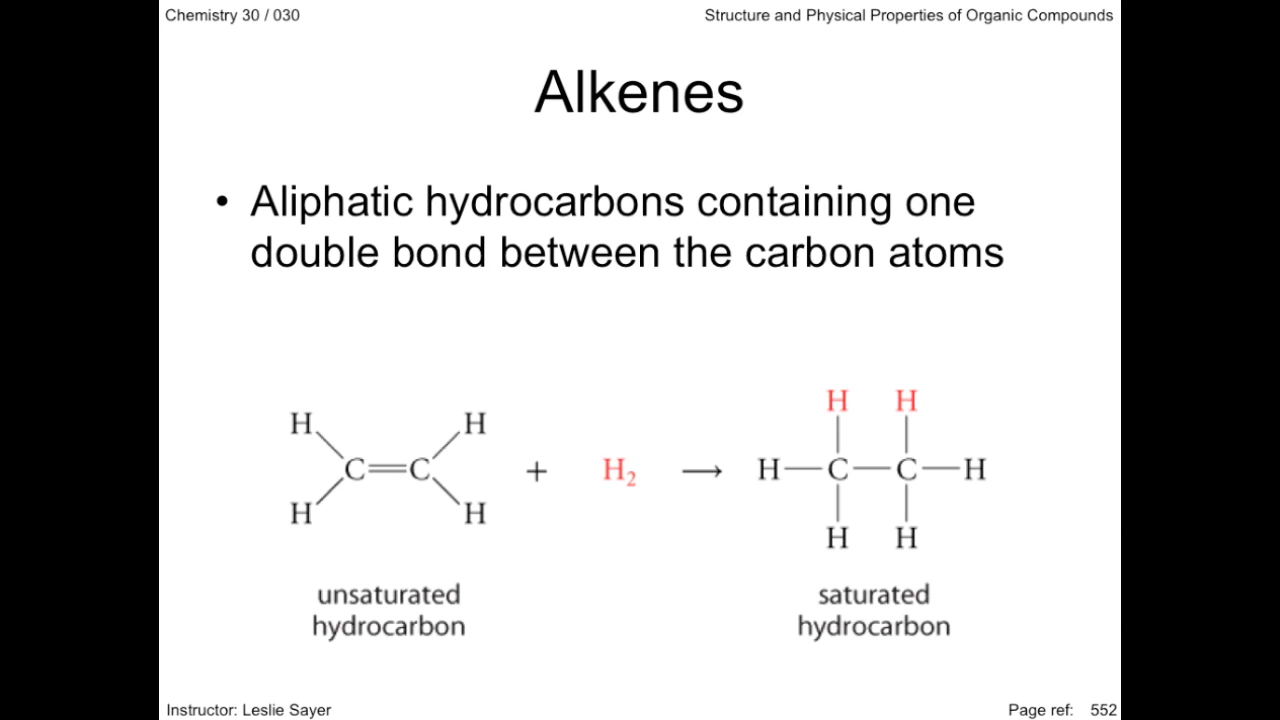 Chemistry 30 / 030
Structure and Physical Properties of Organic Compounds
Alkenes
• Aliphatic hydrocarbons containing one
double bond between the carbon atoms
H H
H H
C C + H₂ → H C C H
H H
H H
unsaturated
hydrocarbon
saturated
hydrocarbon
Instructor: Leslie Sayer
Page ref: 552